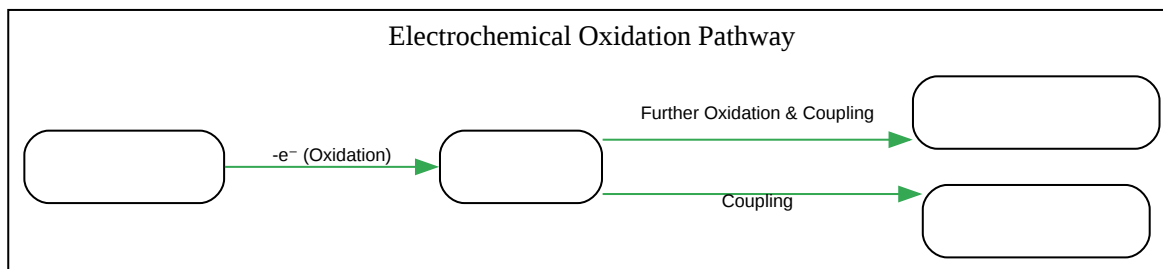 Electrochemical Oxidation Pathway
Further Oxidation & Coupling
-e⁻ (Oxidation)
Coupling